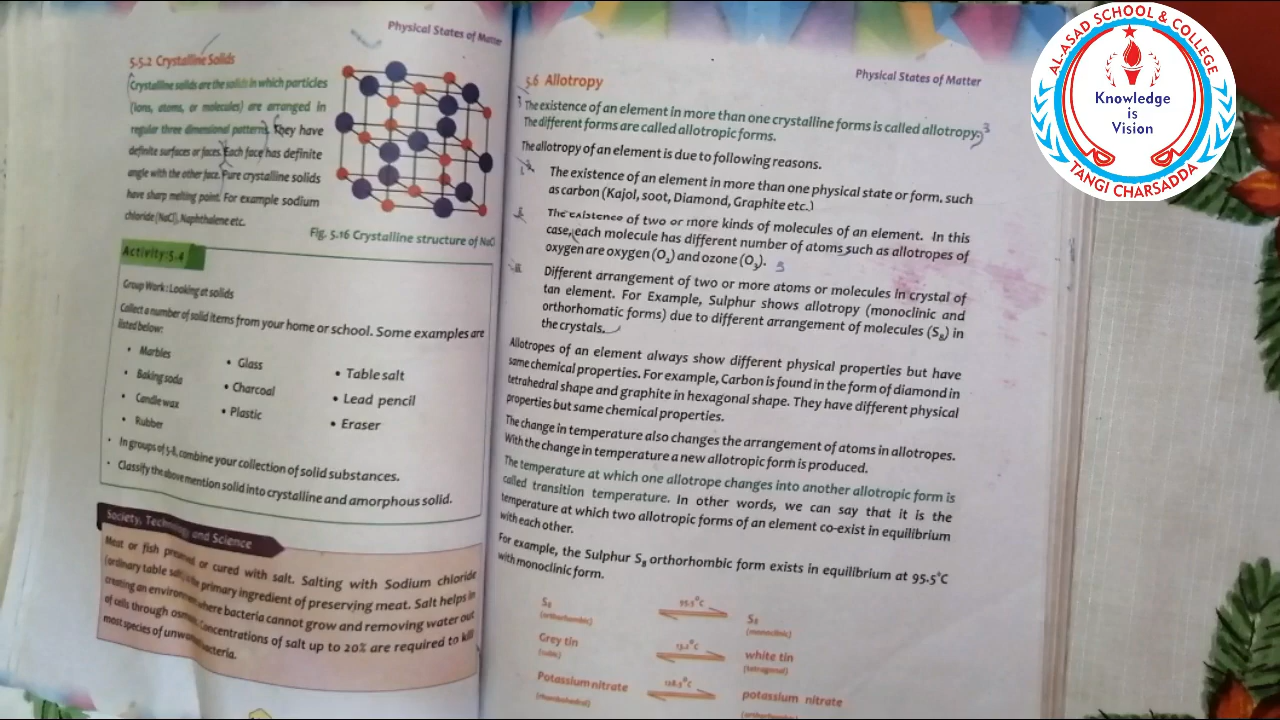 Physical States of Matte
5.5.2 Crystalline Solids
Crystalline solids are the solids in which particles
(ions, atoms, or molecules) are arranged in
regular three dimensional patterns. They have
definite surfaces or faces. Each face has definite
angle with the other face. Pure crystalline solids
have sharp melting point. For example sodium
chloride (NaCl), Naphthalene etc.
Fig. 5.16 Crystalline structure of NaCl
Activity:5.4
Group Work : Looking at solids
Collect a number of solid items from your home or school. Some examples are
listed below:
• Marbles
• Baking soda
• Candle wax
• Rubber
• Glass
• Charcoal
• Plastic
• Table salt
• Lead pencil
• Eraser
• In groups of 5-8, combine your collection of solid substances.
• Classify the above mention solid into crystalline and amorphous solid.
Society, Technology and Science
Meat or fish preserved or cured with salt. Salting with Sodium chloride
(ordinary table salt) is the primary ingredient of preserving meat. Salt helps in
creating an environment where bacteria cannot grow and removing water out
of cells through osmosis. Concentrations of salt up to 20% are required to kill
most species of unwanted bacteria.
Physical States of Matter
5.6 Allotropy
The existence of an element in more than one crystalline forms is called allotropy.
The different forms are called allotropic forms.
The allotropy of an element is due to following reasons.
i. The existence of an element in more than one physical state or form, such
as carbon (Kajol, soot, Diamond, Graphite etc.)
ii. The existence of two or more kinds of molecules of an element. In this
case, each molecule has different number of atoms such as allotropes of
oxygen are oxygen (O₂) and ozone (O₃).
iii. Different arrangement of two or more atoms or molecules in crystal of
tan element. For Example, Sulphur shows allotropy (monoclinic and
orthorhomatic forms) due to different arrangement of molecules (S₈) in
the crystals.
Allotropes of an element always show different physical properties but have
same chemical properties. For example, Carbon is found in the form of diamond in
tetrahedral shape and graphite in hexagonal shape. They have different physical
properties but same chemical properties.
The change in temperature also changes the arrangement of atoms in allotropes.
With the change in temperature a new allotropic form is produced.
The temperature at which one allotrope changes into another allotropic form is
called transition temperature. In other words, we can say that it is the
temperature at which two allotropic forms of an element co-exist in equilibrium
with each other.
For example, the Sulphur S₈ orthorhombic form exists in equilibrium at 95.5°C
with monoclinic form.
S₈ 95.5°C S₈
(orthorhombic) (monoclinic)
Grey tin 13.2°C white tin
(cubic) (tetragonal)
Potassium nitrate 128.5°C potassium nitrate
(rhombohedral)
AL-ASAD SCHOOL & COLLEGE
Knowledge
is
Vision
TANGI CHARSADDA